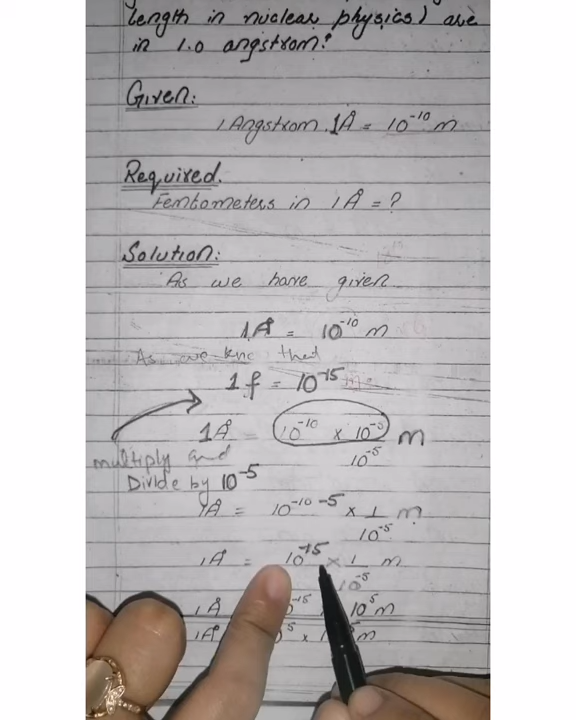 length in nuclear physics) are
in 1.0 angstrom?
Given:
1 Angstrom 1Å = 10⁻¹⁰ m
Required.
Femtometers in 1Å = ?
Solution:
As we have given
1Å = 10⁻¹⁰ m
As we know that
1 f = 10⁻¹⁵
1Å = 10⁻¹⁰ x 10⁻⁵ m
10⁻⁵
multiply and
Divide by 10⁻⁵
1Å = 10⁻¹⁰⁻⁵ x 1 m
10⁻⁵
1Å = 10⁻¹⁵ x 1 m
10⁻⁵
1Å 10⁵ m
1Å x m